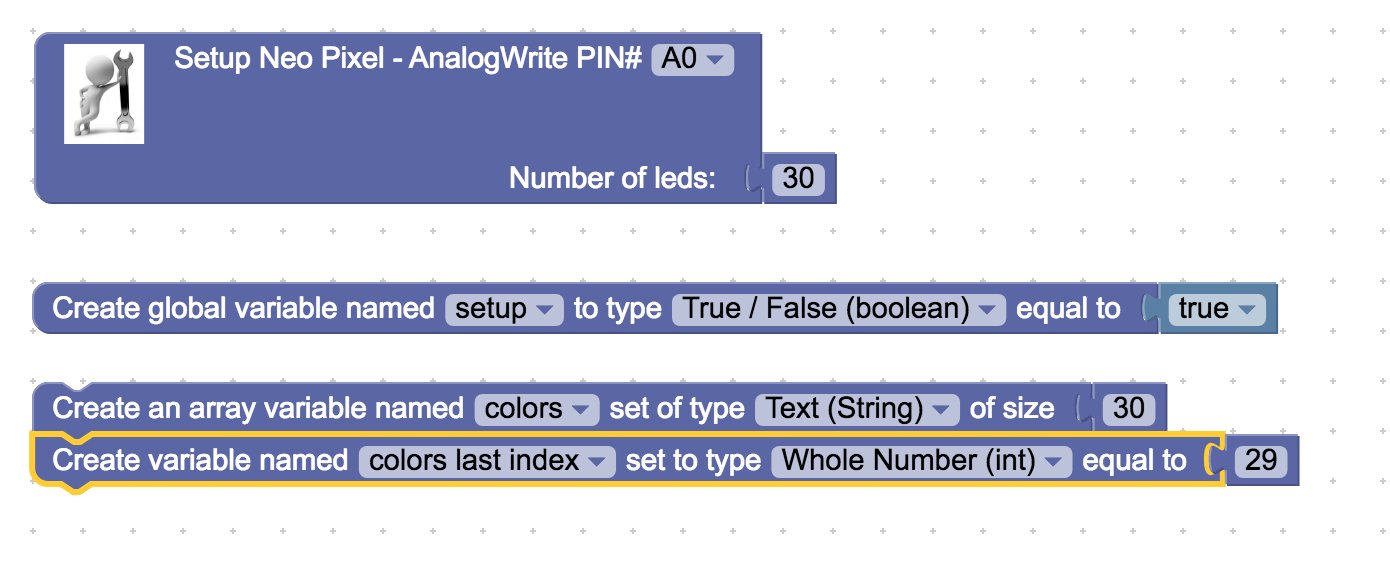 Setup Neo Pixel - AnalogWrite PIN# A0
Number of leds: 30
Create global variable named setup to type True / False (boolean) equal to true
Create an array variable named colors set of type Text (String) of size 30
Create variable named colors last index set to type Whole Number (int) equal to 29